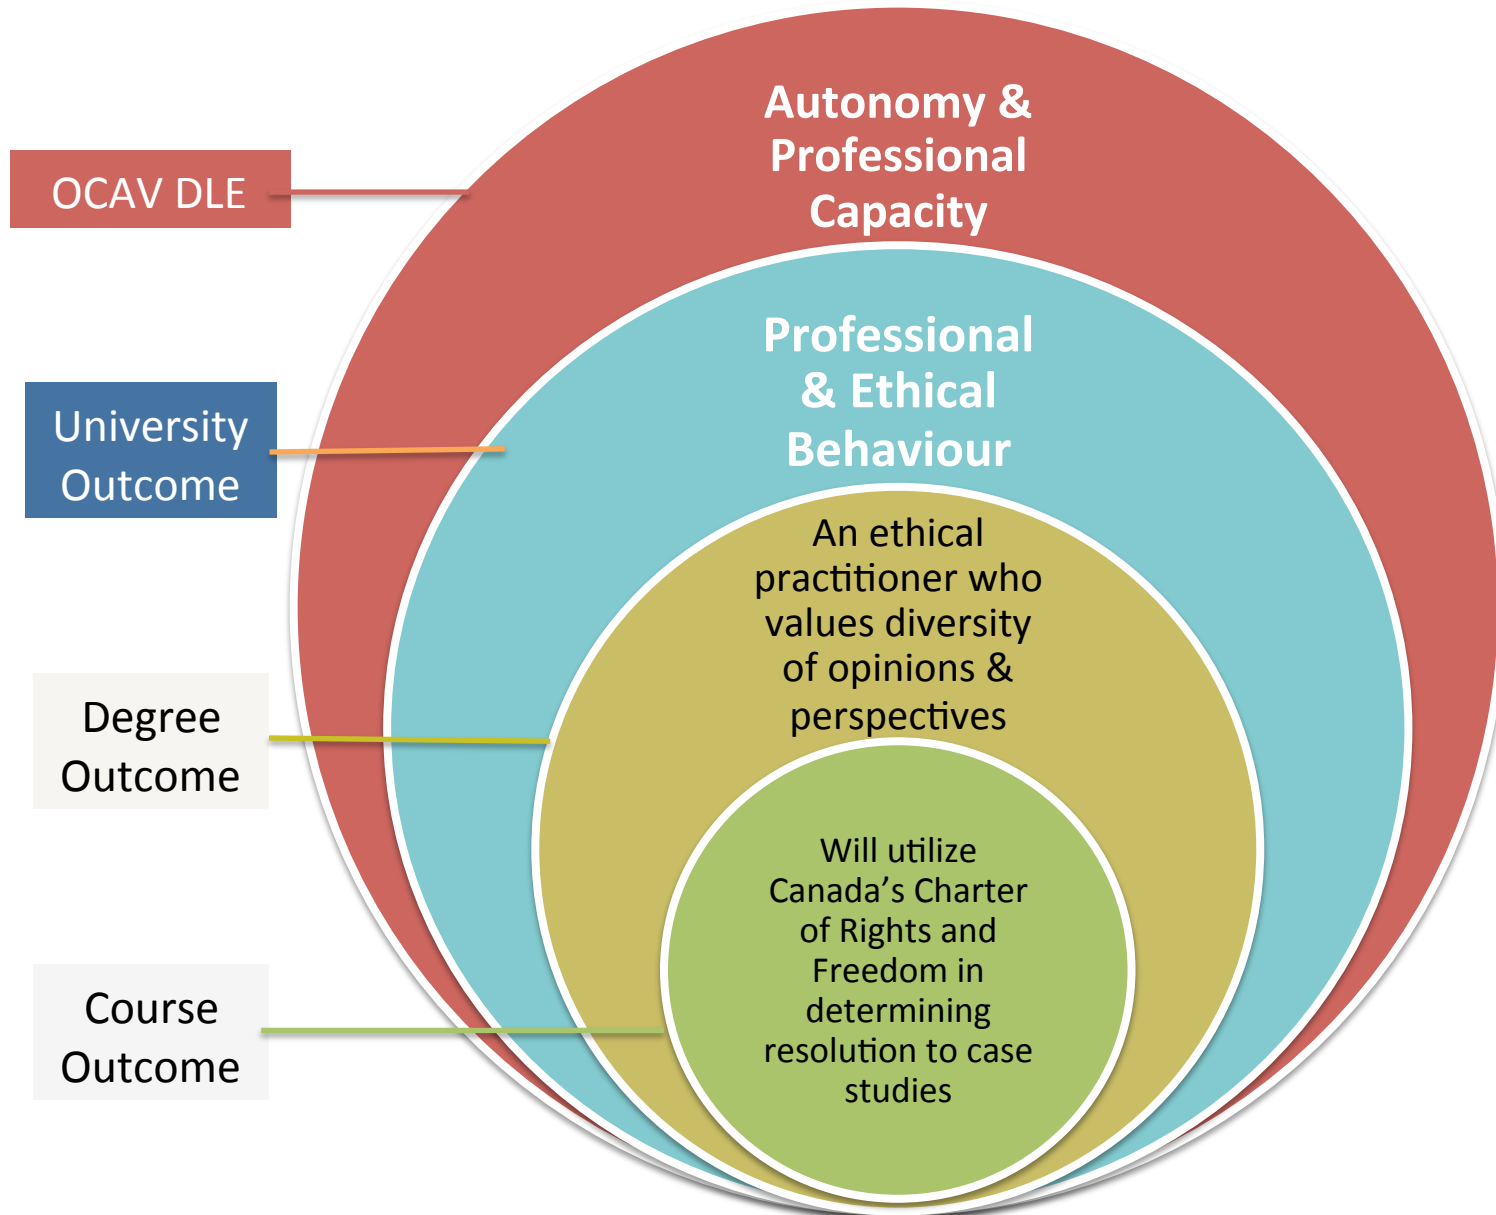 Autonomy &
Professional
Capacity
OCAV DLE
Professional
& Ethical
Behaviour
University
Outcome
An ethical
practitioner who
values diversity
of opinions &
perspectives
Degree
Outcome
Will utilize
Canada’s Charter
of Rights and
Freedom in
determining
resolution to case
studies
Course
Outcome